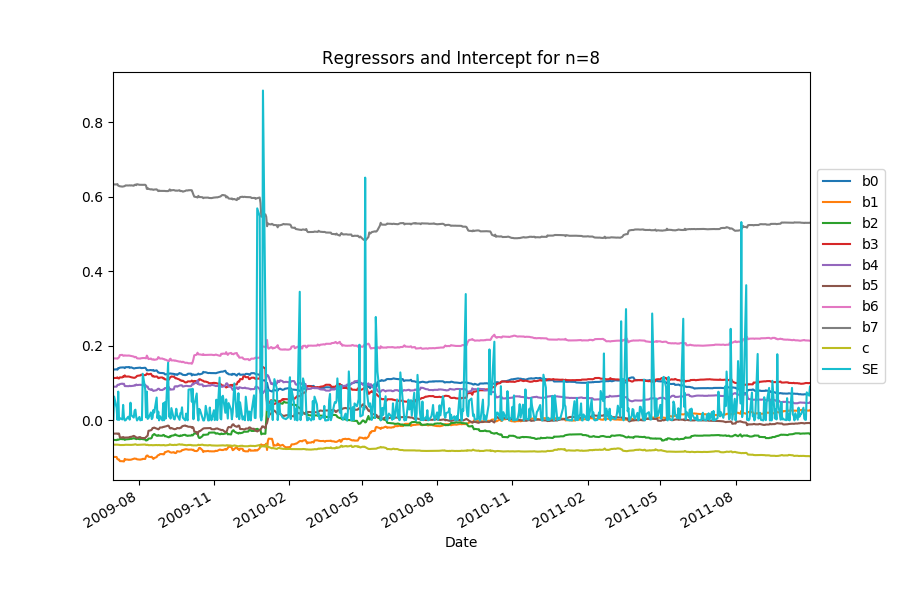 Regressors and Intercept for n=8
0.8
0.6
0.4
0.2
0.0
2009-08
2009-11
2010-02
2010-05
2010-08
2010-11
2011-02
2011-05
2011-08
Date
b0
b1
b2
b3
b4
b5
b6
b7
c
SE